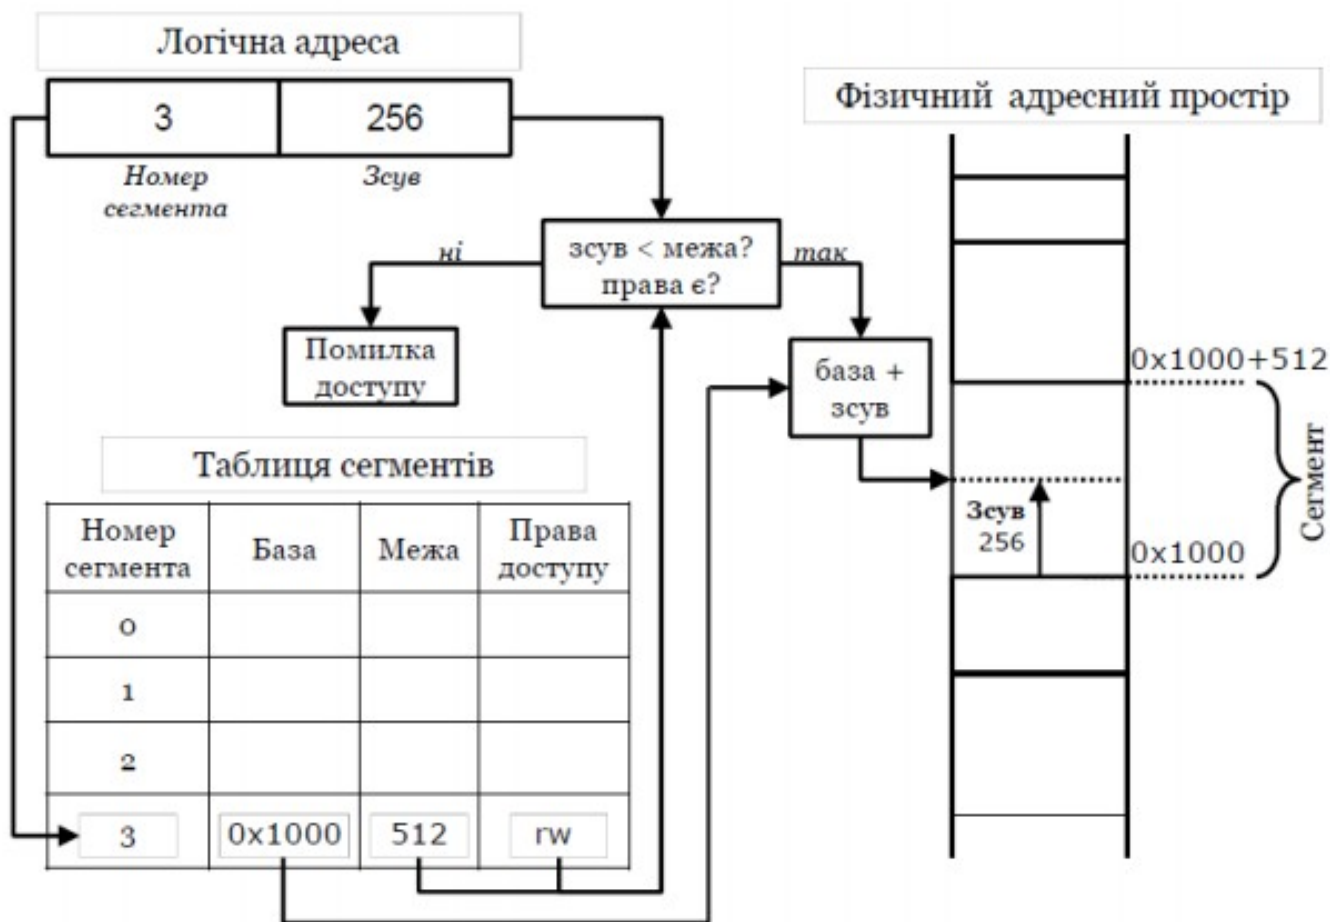 Логічна адреса
3 256
Номер
сегмента
Зсув
зсув < межа?
права є?
ні
так
Помилка
доступу
база +
зсув
Фізичний адресний простір
0x1000+512
Зсув
256
0x1000
Сегмент
Таблиця сегментів
Номер
сегмента
База
Межа
Права
доступу
0
1
2
3 0x1000 512 rw